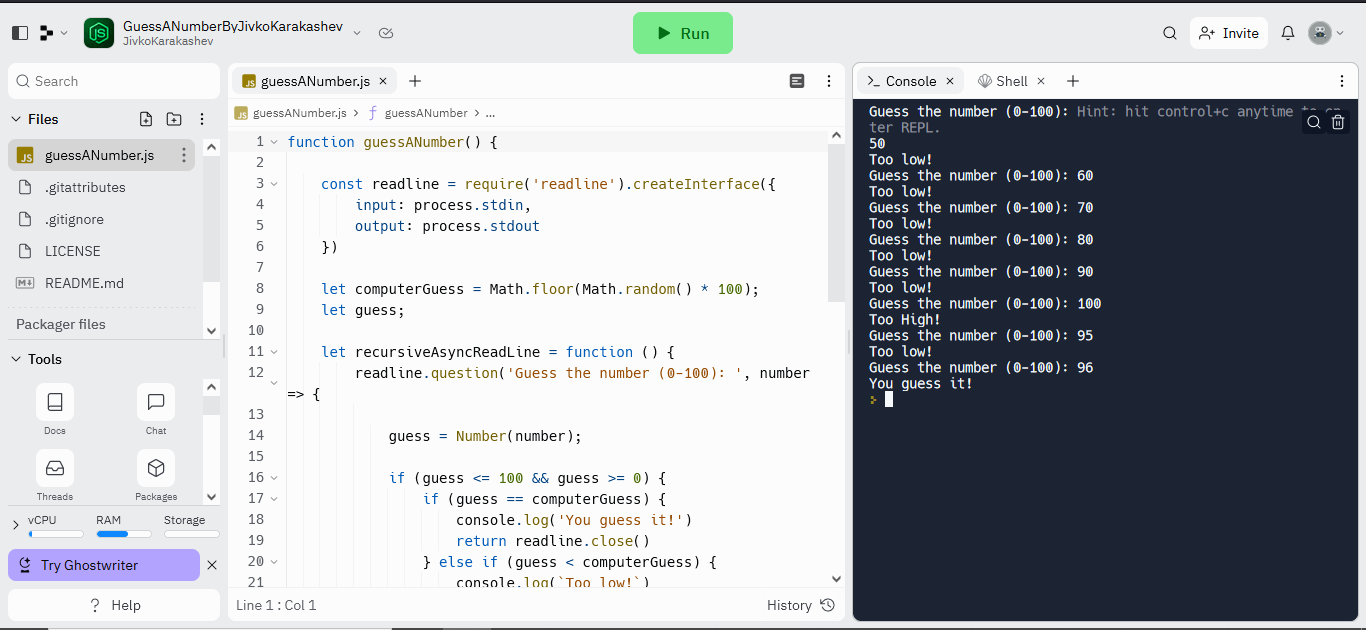 GuessANumberByJivkoKarakashev
JivkoKarakashev
Run
Invite
Search
Files
guessANumber.js
.gitattributes
.gitignore
LICENSE
README.md
Packager files
Tools
Docs
Chat
Threads
Packages
vCPU
RAM
Storage
Try Ghostwriter
Help
guessANumber.js
guessANumber.js > guessANumber > ...
1 function guessANumber() {
2
3 const readline = require('readline').createInterface({
4 input: process.stdin,
5 output: process.stdout
6 })
7
8 let computerGuess = Math.floor(Math.random() * 100);
9 let guess;
10
11 let recursiveAsyncReadLine = function () {
12 readline.question('Guess the number (0-100): ', number
=> {
13
14 guess = Number(number);
15
16 if (guess <= 100 && guess >= 0) {
17 if (guess == computerGuess) {
18 console.log('You guess it!')
19 return readline.close()
20 } else if (guess < computerGuess) {
21 console.log(`Too low!`)
Line 1 : Col 1
History
Console
Shell
Guess the number (0-100): Hint: hit control+c anytime to en
ter REPL.
50
Too low!
Guess the number (0-100): 60
Too low!
Guess the number (0-100): 70
Too low!
Guess the number (0-100): 80
Too low!
Guess the number (0-100): 90
Too low!
Guess the number (0-100): 100
Too High!
Guess the number (0-100): 95
Too low!
Guess the number (0-100): 96
You guess it!